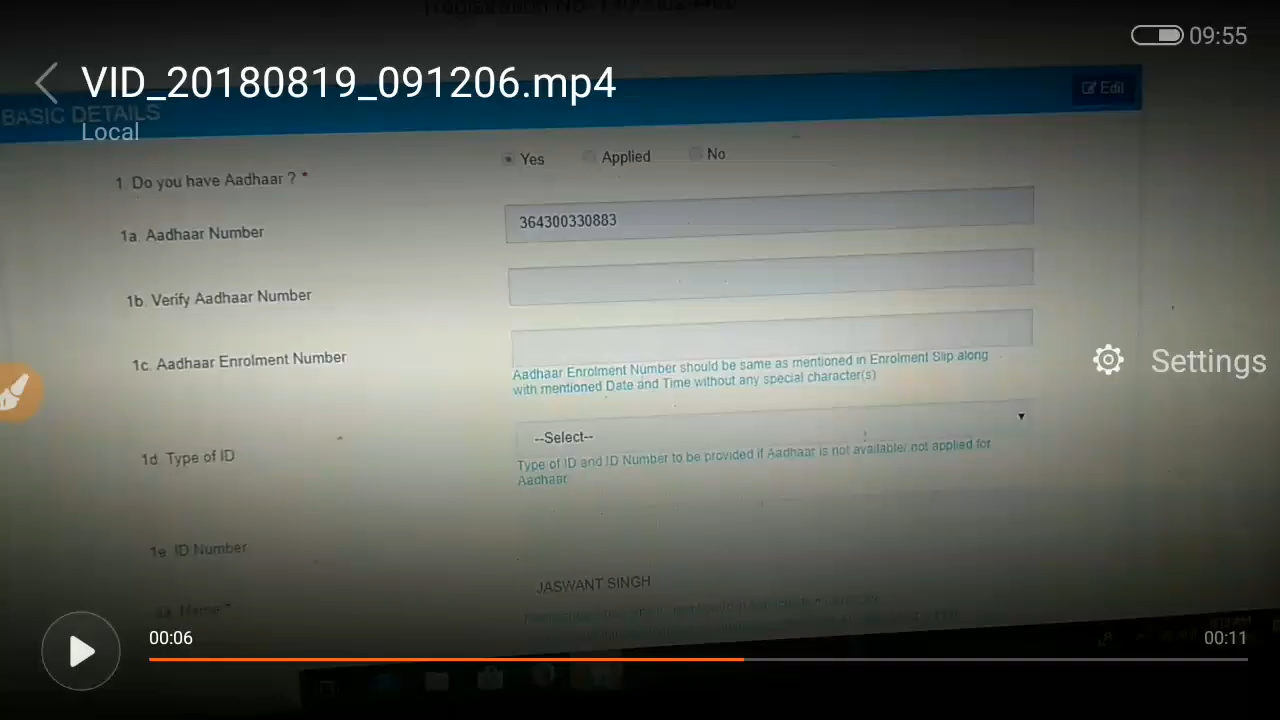 09:55
VID_20180819_091206.mp4
Local
BASIC DETAILS
Edit
1. Do you have Aadhaar ? *
Yes Applied No
1a. Aadhaar Number
364300330883
1b. Verify Aadhaar Number
1c. Aadhaar Enrolment Number
Aadhaar Enrolment Number should be same as mentioned in Enrolment Slip along
with mentioned Date and Time without any special character(s)
Settings
1d. Type of ID
--Select--
Type of ID and ID Number to be provided if Aadhaar is not available/ not applied for
Aadhaar
1e. ID Number
Name *
JASWANT SINGH
00:06
00:11